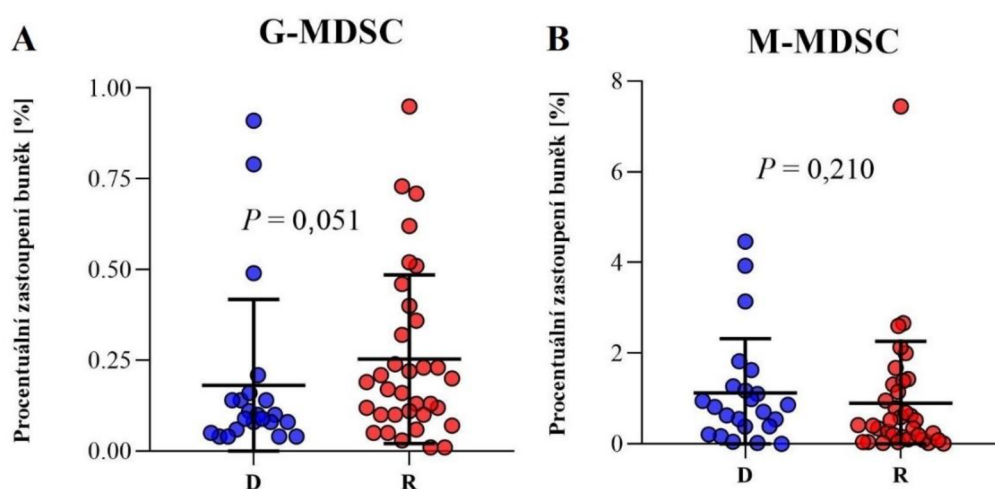 A
G-MDSC
Procentuální zastoupení buněk [%]
1.00
0.75
0.50
0.25
0.00
P = 0,051
D
R
B
M-MDSC
Procentuální zastoupení buněk [%]
8
6
4
2
0
P = 0,210
D
R